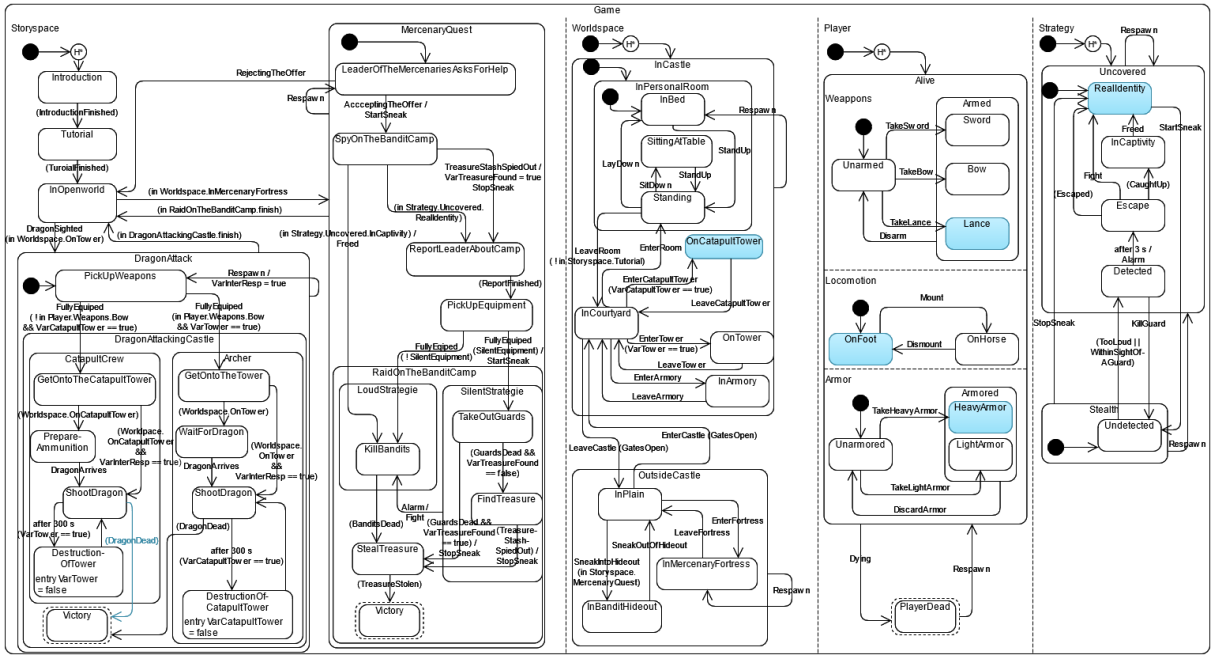 Game
Storyspace
H*
Introduction
(IntroductionFinished)
Tutorial
(TuroialFinished)
InOpenworld
DragonSighted
(in Worldspace.OnTower)
RejectingTheOffer
(in Worldspace.InMercenaryFortress
(in RaidOnTheBanditCamp.finish)
(in DragonAttackingCastle.finish)
DragonAttack
PickUpWeapons
Respawn /
VarInterResp = true
FullyEquiped
( ! in Player.Weapons.Bow
&& VarCatapultTower == true)
FullyEquiped
(in Player.Weapons.Bow
&& VarTower == true)
DragonAttackingCastle
CatapultCrew
GetOntoTheCatapultTower
(Worldspace.OnCatapultTower)
Prepare-
Ammunition
DragonArrives
(Worldpace.
OnCatapultTower
&&
VarInterResp == true)
ShootDragon
after 300 s
(VarTower == true)
(DragonDead)
DestructionOf-
OfTower
entry VarTower
= false
Victory
Archer
GetOntoTheTower
(Worldspace.OnTower)
WaitForDragon
DragonArrives
(Worldspace.
OnTower
&&
VarInterResp == true)
ShootDragon
(DragonDead)
after 300 s
(VarCatapultTower == true)
DestructionOf-
CatapultTower
entry VarCatapultTower
= false
MercenaryQuest
LeaderOfTheMercenariesAsksForHelp
Respawn
AccceptingTheOffer /
StartSneak
SpyOnTheBanditCamp
TreasureStashSpiedOut /
VarTreasureFound = true
StopSneak
(in Strategy.Uncovered.
RealIdentity)
(in Strategy.Uncovered.InCaptivity) /
Freed
ReportLeaderAboutCamp
(ReportFinished)
PickUpEquipment
FullyEqiped
( ! SilentEquipment)
FullyEquiped
(SilentEquipment) /
StartSneak
RaidOnTheBanditCamp
LoudStrategie
KillBandits
(BanditsDead)
Alarm /
Fight
SilentStrategie
TakeOutGuards
(GuardsDead &&
VarTreasureFound
== false)
FindTreasure
(GuardsDead &&
VarTreasureFound
== true) /
StopSneak
(Treasure-
Stash-
SpiedOut) /
StopSneak
StealTreasure
(TreasureStolen)
Victory
Worldspace
H*
InCastle
InPersonalRoom
InBed
Respawn
SittingAtTable
StandUp
LayDown
StandUp
SitDown
Standing
LeaveRoom
( ! in Storyspace.Tutorial)
EnterRoom
OnCatapultTower
EnterCatapultTower
(VarCatapultTower == true)
LeaveCatapultTower
InCourtyard
EnterTower
(VarTower == true)
OnTower
LeaveTower
EnterArmory
InArmory
LeaveArmory
EnterCastle (GatesOpen)
LeaveCastle (GatesOpen)
OutsideCastle
InPlain
EnterFortress
LeaveFortress
SneakOutOfHideout
SneakIntoHideout
(in Storyspace.
MercenaryQuest)
InMercenaryFortress
Respawn
InBanditHideout
Player
H*
Alive
Weappons
Armed
TakeSword
Sword
Unarmed
TakeBow
Bow
TakeLance
Lance
Disarm
Locomotion
Mount
OnFoot
Dismount
OnHorse
Armor
Armored
TakeHeavyArmor
HeavyArmor
Unarmored
LightArmor
TakeLightArmor
DiscardArmor
Dying
Respawn
PlayerDead
Strategy
H*
Respawn
Uncovered
RealIdentity
StartSneak
Freed
InCaptivity
Fight
(CaughtUp)
(Escaped)
Escape
after 3 s /
Alarm
Detected
StopSneak
KillGuard
(TooLoud ||
WithinSightOf-
AGuard)
Stealth
Undetected
Respawn